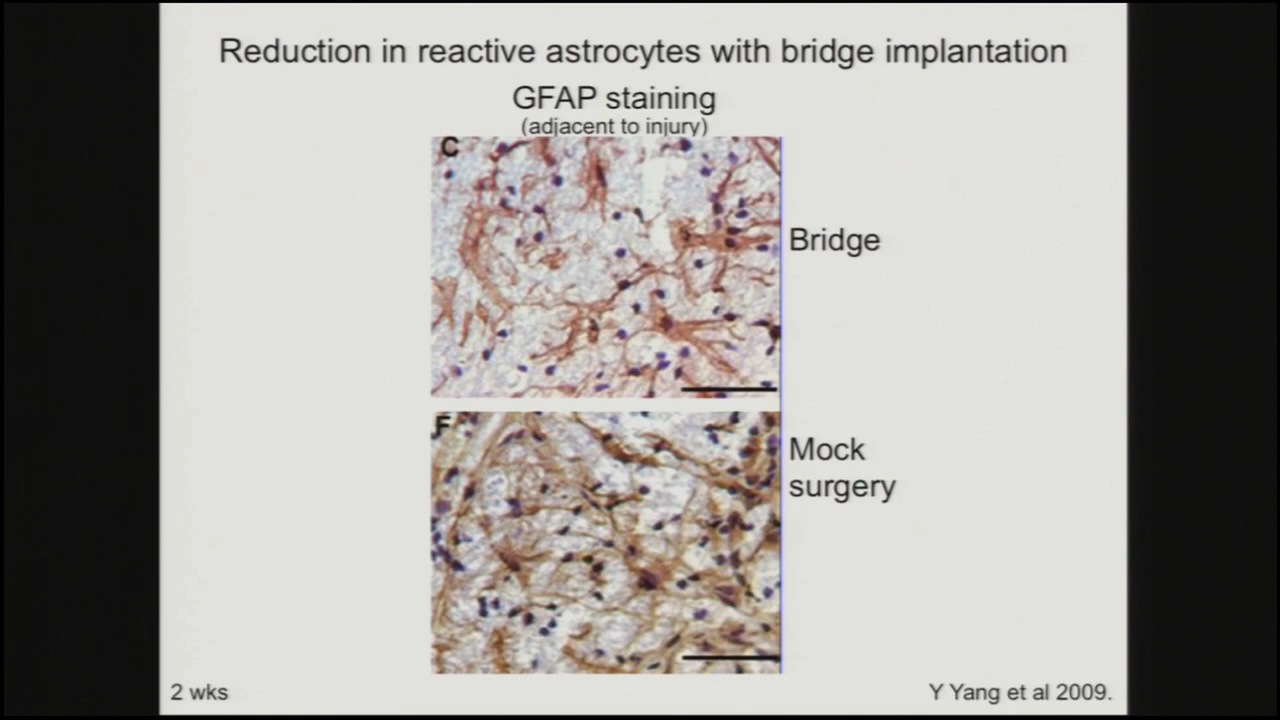 Reduction in reactive astrocytes with bridge implantation
GFAP staining
(adjacent to injury)
C
Bridge
F
Mock
surgery
2 wks
Y Yang et al 2009.